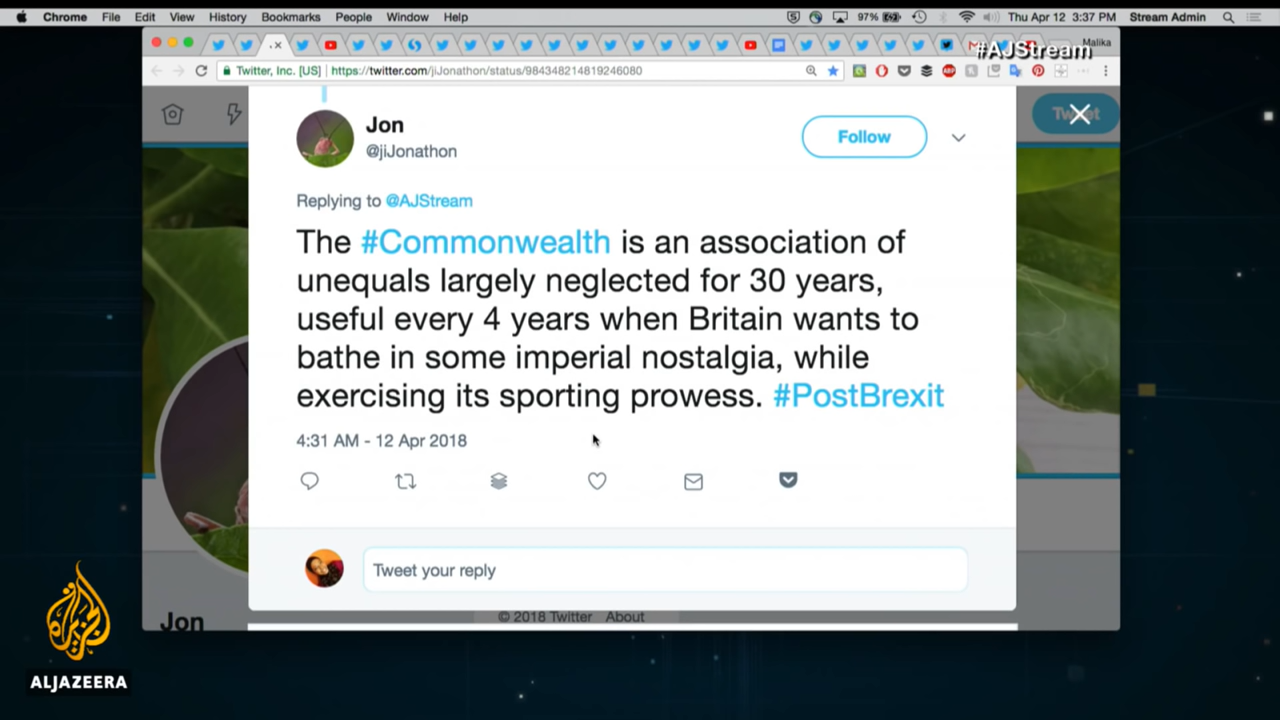 Chrome File Edit View History Bookmarks People Window Help 97% Thu Apr 12 3:37 PM Stream Admin
Malika
#AJStream
Twitter, Inc. [US] https://twitter.com/jiJonathon/status/984348214819246080
Tweet
Jon
@jiJonathon
Follow
Replying to @AJStream
The #Commonwealth is an association of
unequals largely neglected for 30 years,
useful every 4 years when Britain wants to
bathe in some imperial nostalgia, while
exercising its sporting prowess. #PostBrexit
4:31 AM - 12 Apr 2018
Tweet your reply
© 2018 Twitter About
Jon
ALJAZEERA